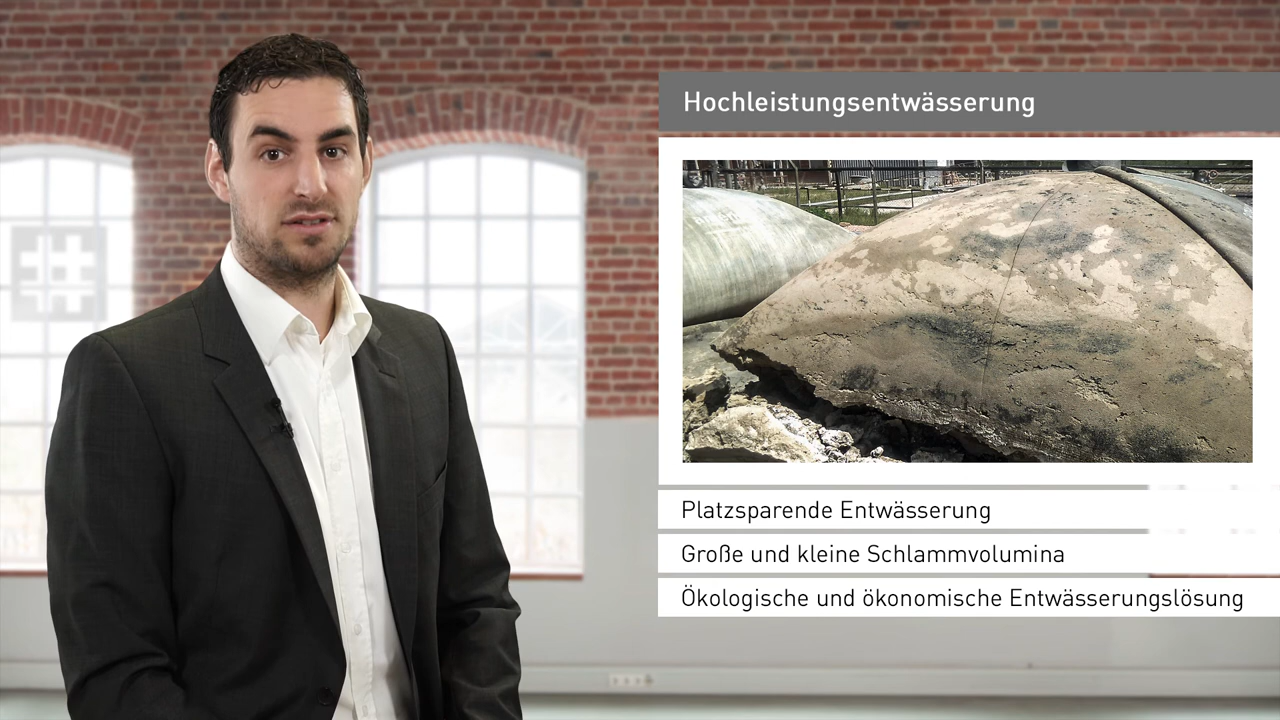 Hochleistungsentwässerung
Platzsparende Entwässerung
Große und kleine Schlammvolumina
Ökologische und ökonomische Entwässerungslösung